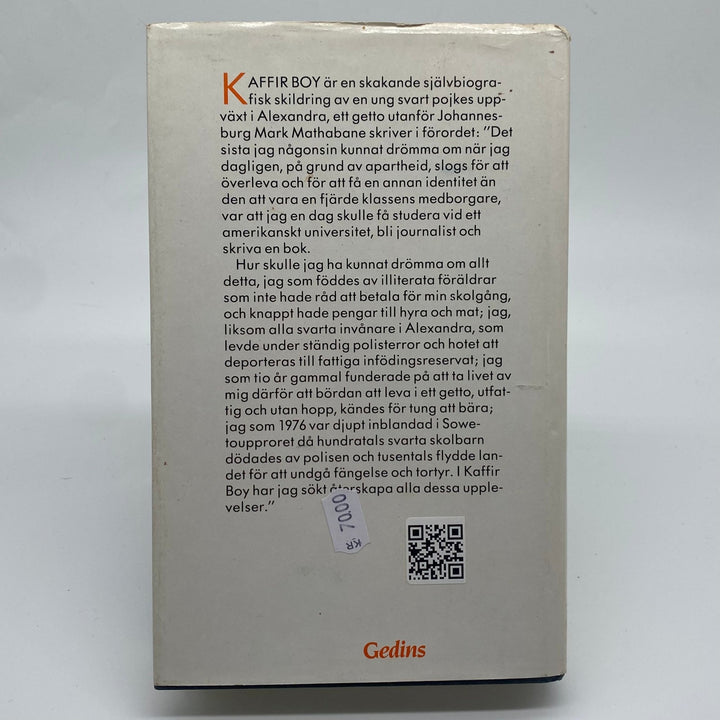 KAFFIR BOY är en skakande självbiogra-
fisk skildring av en ung svart pojkes upp-
växt i Alexandra, ett getto utanför Johannes-
burg Mark Mathabane skriver i förordet: ”Det
sista jag någonsin kunnat drömma om när jag
dagligen, på grund av apartheid, slogs för att
överleva och för att få en annan identitet än
den att vara en fjärde klassens medborgare,
var att jag en dag skulle få studera vid ett
amerikanskt universitet, bli journalist och
skriva en bok.
Hur skulle jag ha kunnat drömma om allt
detta, jag som föddes av illiterata föräldrar
som inte hade råd att betala för min skolgång,
och knappt hade pengar till hyra och mat; jag,
liksom alla svarta invånare i Alexandra, som
levde under ständig polisterror och hotet att
deporteras till fattiga infödingsreservat; jag
som tio år gammal funderade på att ta livet av
mig därför att bördan att leva i ett getto, utfat-
tig och utan hopp, kändes för tung att bära;
jag som 1976 var djupt inblandad i Sowe-
toupproret då hundratals svarta skolbarn
dödades av polisen och tusentals flydde lan-
det för att undgå fängelse och tortyr. I Kaffir
Boy har jag sökt återskapa alla dessa upple-
velser.”
KR 70,00
Gedins